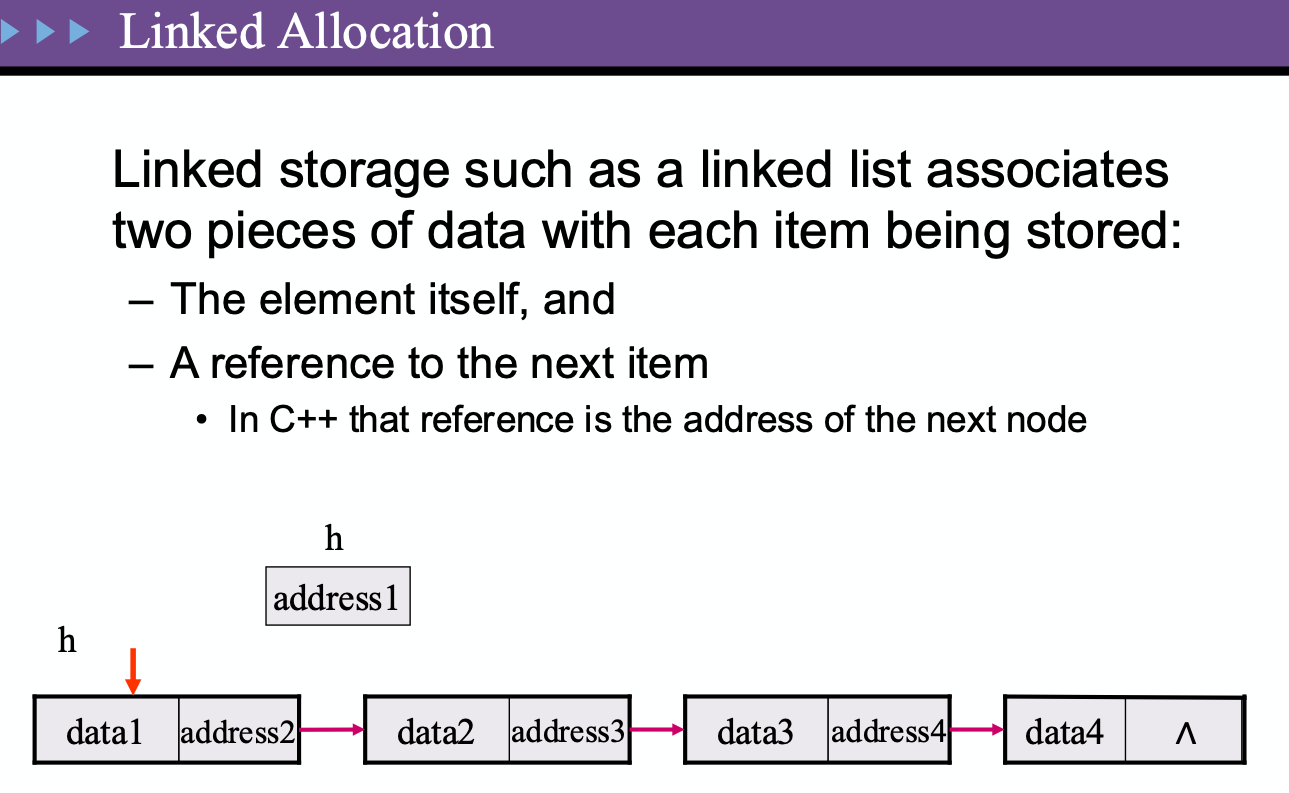 Linked Allocation
Linked storage such as a linked list associates
two pieces of data with each item being stored:
– The element itself, and
– A reference to the next item
• In C++ that reference is the address of the next node
h
address1
h
data1 address2 data2 address3 data3 address4 data4 ∧